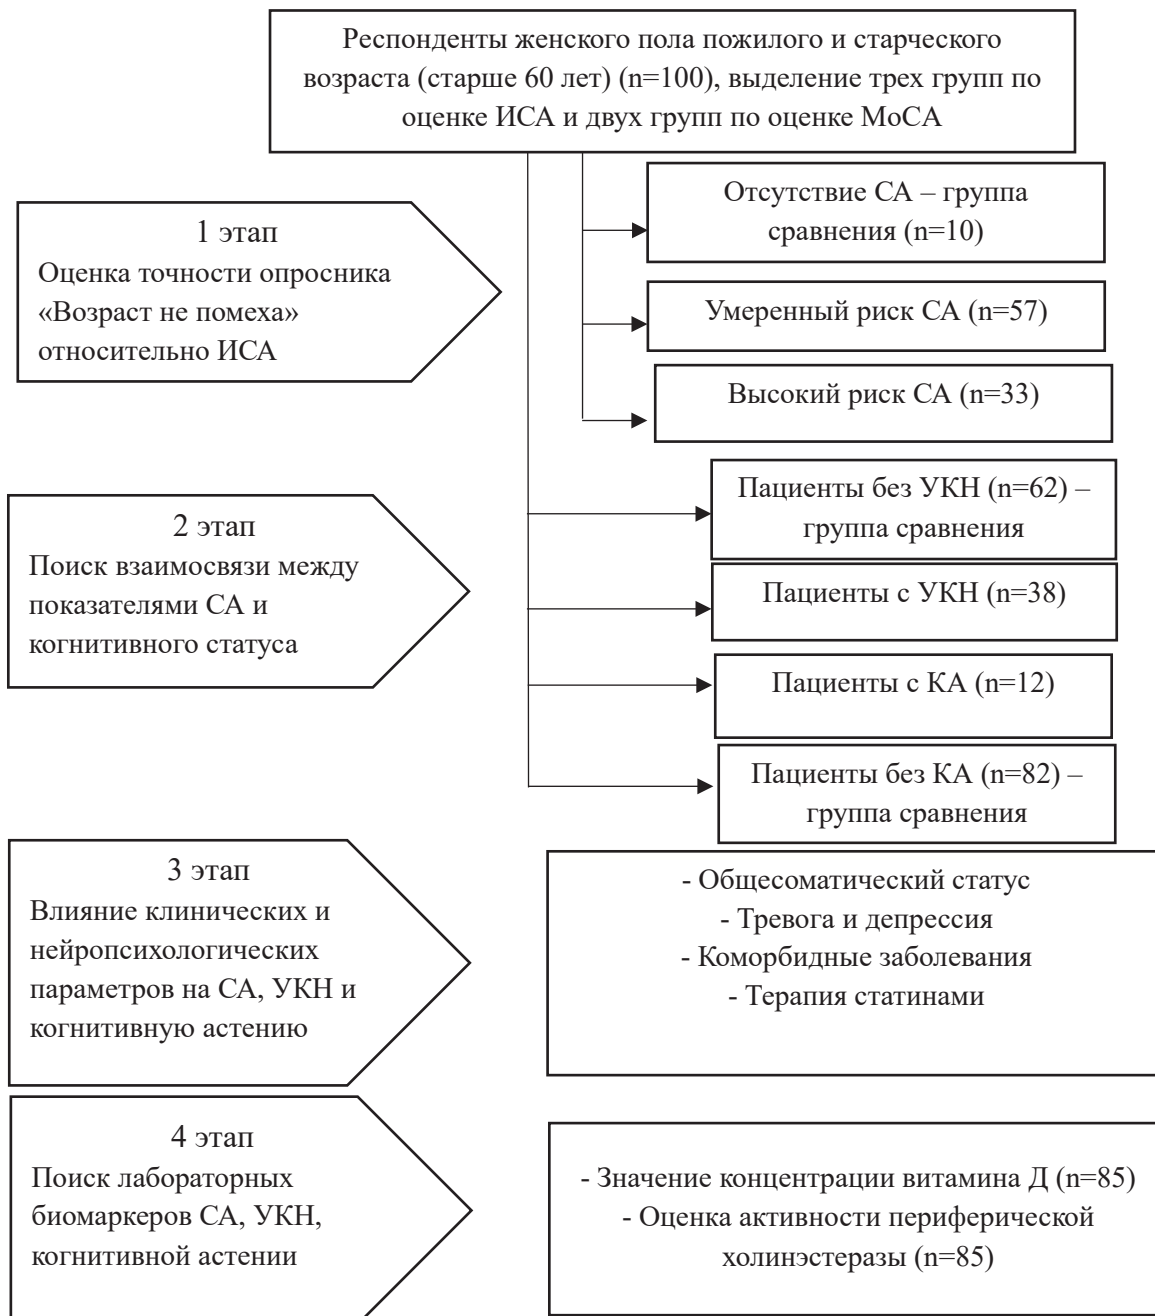 Респонденты женского пола пожилого и старческого
возраста (старше 60 лет) (n=100), выделение трех групп по
оценке ИСА и двух групп по оценке МоСА
Отсутствие СА – группа
сравнения (n=10)
1 этап
Оценка точности опросника
«Возраст не помеха»
относительно ИСА
Умеренный риск СА (n=57)
Высокий риск СА (n=33)
Пациенты без УКН (n=62) –
группа сравнения
2 этап
Поиск взаимосвязи между
показателями СА и
когнитивного статуса
Пациенты с УКН (n=38)
Пациенты с КА (n=12)
Пациенты без КА (n=82) –
группа сравнения
3 этап
Влияние клинических и
нейропсихологических
параметров на СА, УКН и
когнитивную астению
- Общесоматический статус
- Тревога и депрессия
- Коморбидные заболевания
- Терапия статинами
4 этап
Поиск лабораторных
биомаркеров СА, УКН,
когнитивной астении
- Значение концентрации витамина Д (n=85)
- Оценка активности периферической
холинэстеразы (n=85)